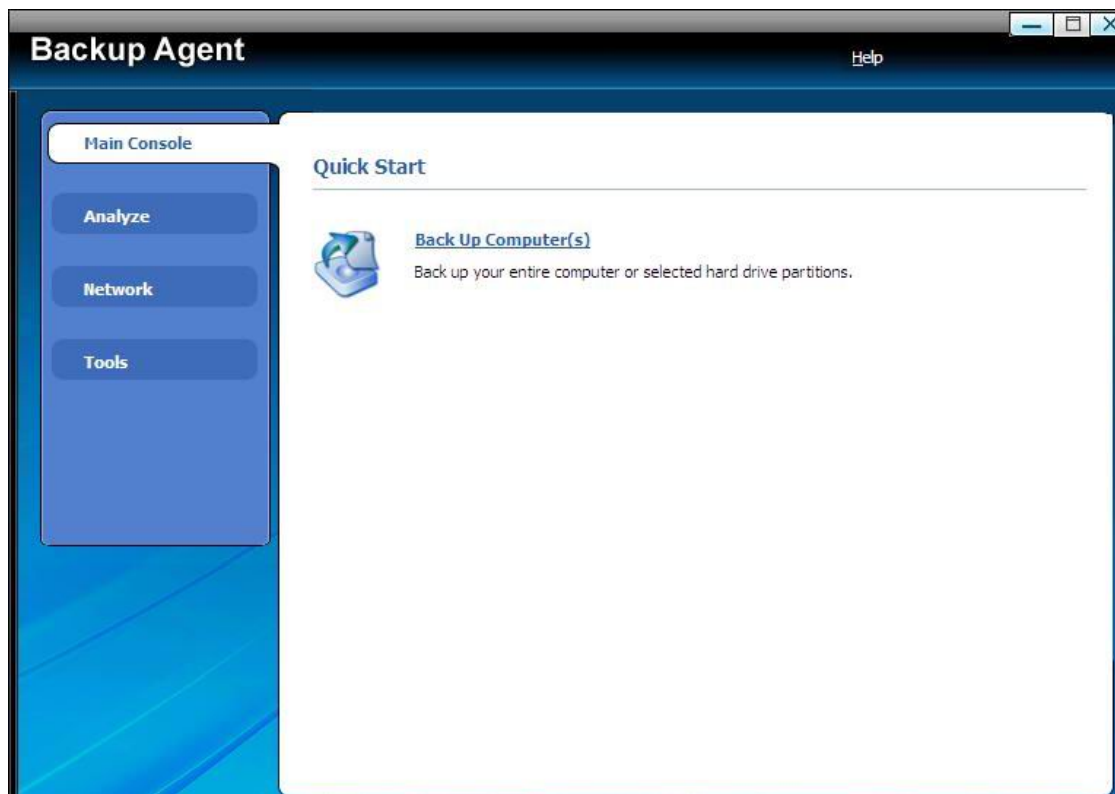 Backup Agent
Help
Main Console
Analyze
Network
Tools
Quick Start
Back Up Computer(s)
Back up your entire computer or selected hard drive partitions.